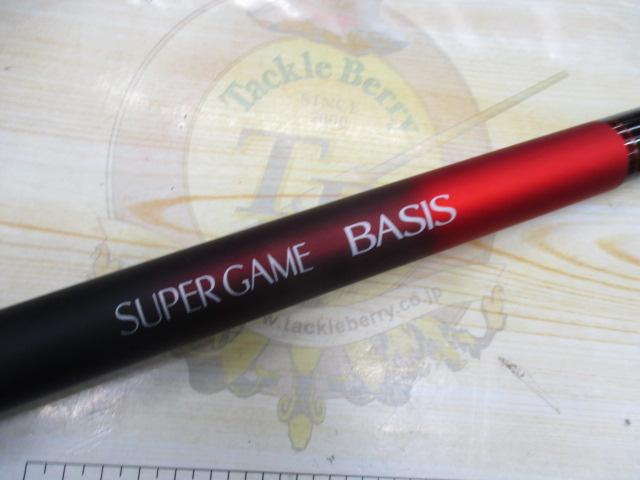 Tackle Berry
SINCE
SUPER GAME BASIS
www.tackleberry.co.jp